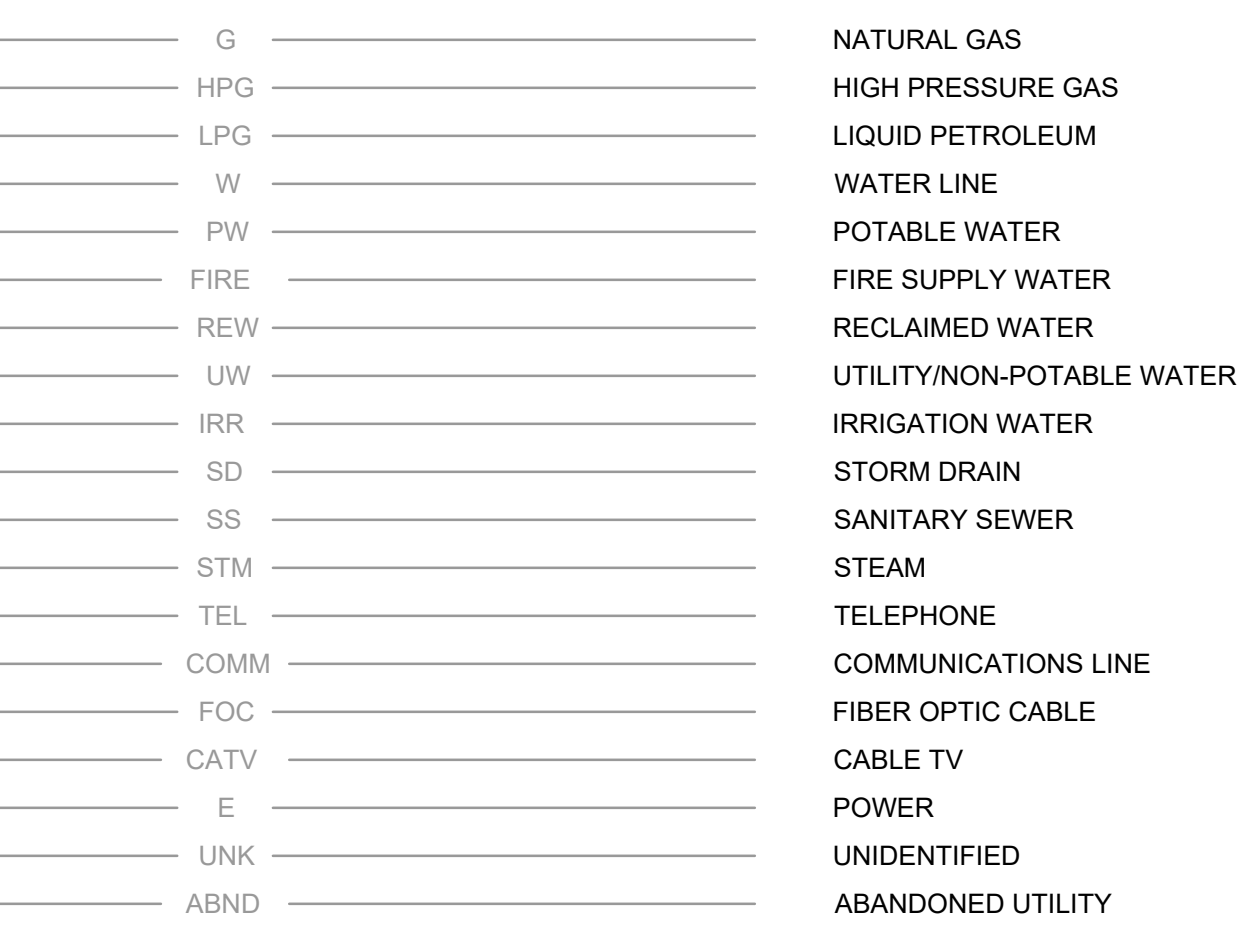 G NATURAL GAS
HPG HIGH PRESSURE GAS
LPG LIQUID PETROLEUM
W WATER LINE
PW POTABLE WATER
FIRE FIRE SUPPLY WATER
REW RECLAIMED WATER
UW UTILITY/NON-POTABLE WATER
IRR IRRIGATION WATER
SD STORM DRAIN
SS SANITARY SEWER
STM STEAM
TEL TELEPHONE
COMM COMMUNICATIONS LINE
FOC FIBER OPTIC CABLE
CATV CABLE TV
E POWER
UNK UNIDENTIFIED
ABND ABANDONED UTILITY